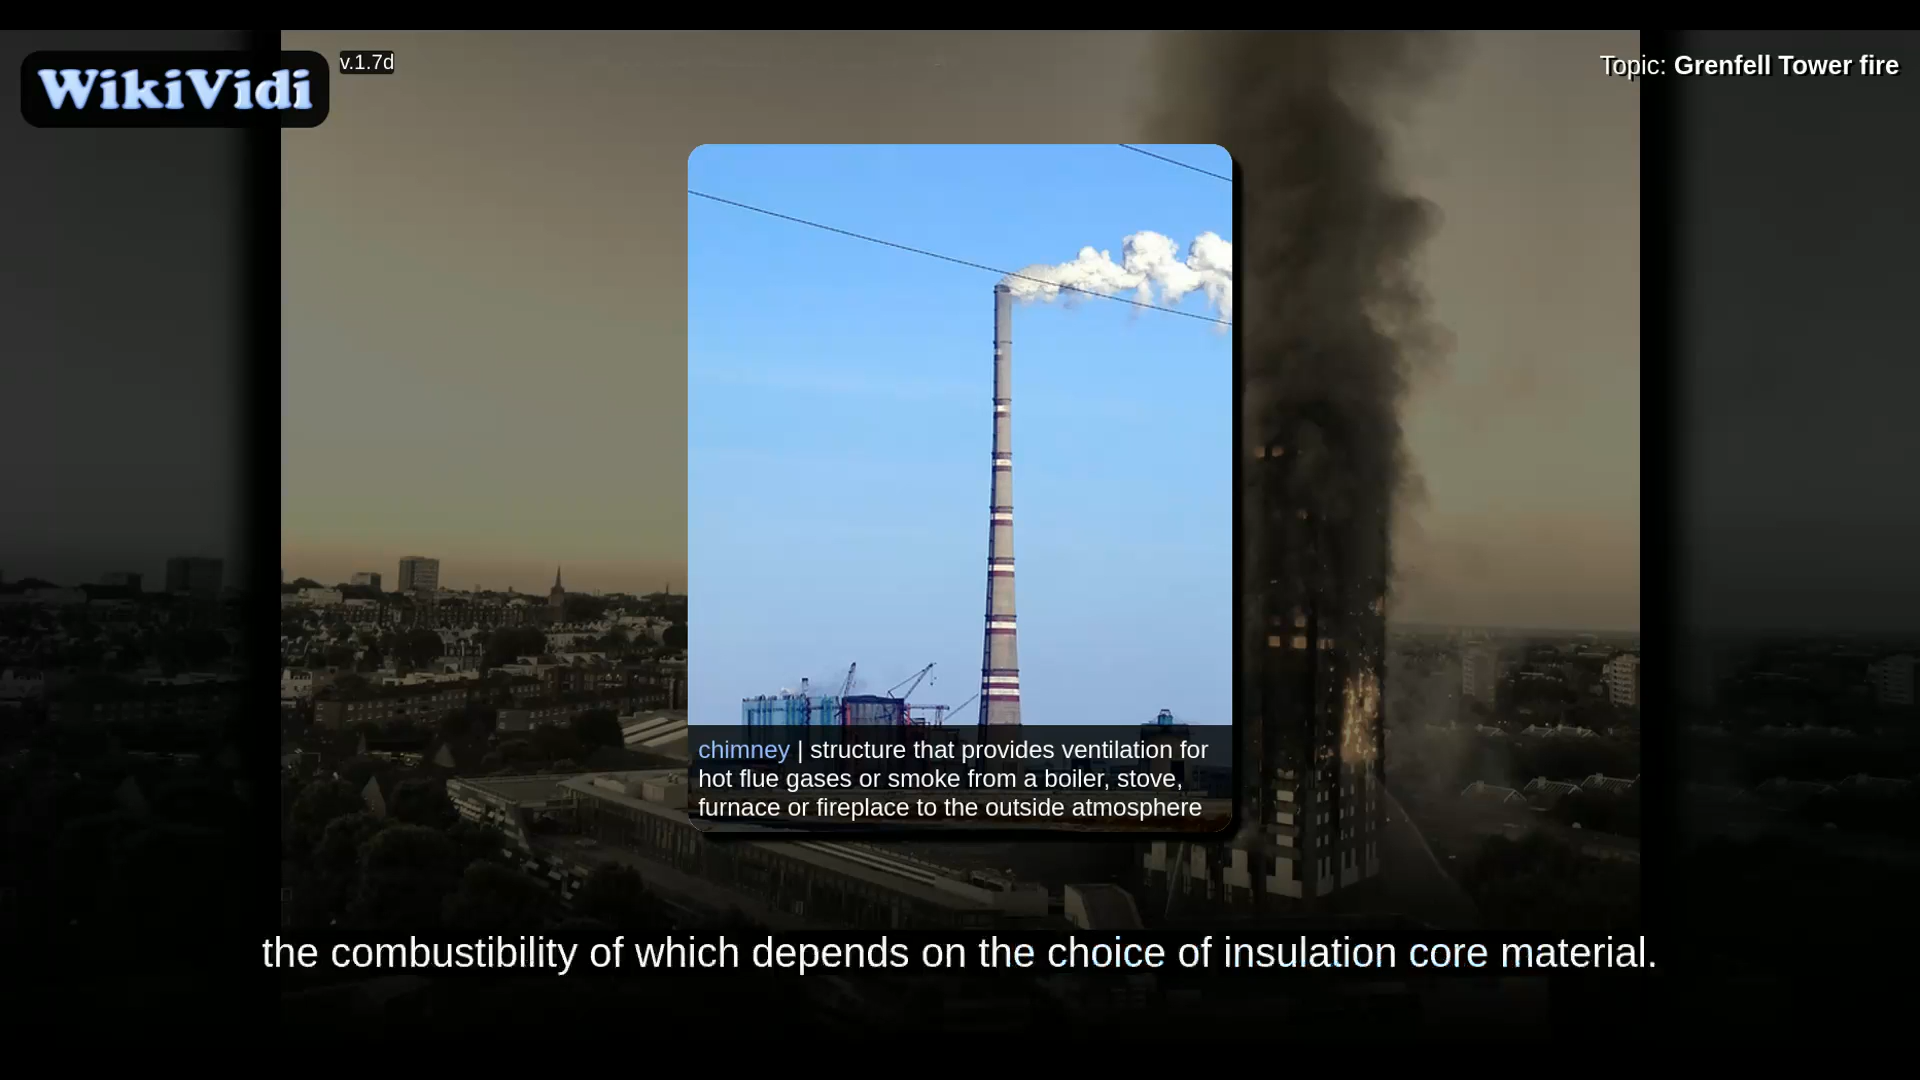 WikiVidi
v.1.7d
Topic: Grenfell Tower fire
chimney | structure that provides ventilation for
hot flue gases or smoke from a boiler, stove,
furnace or fireplace to the outside atmosphere
the combustibility of which depends on the choice of insulation core material.